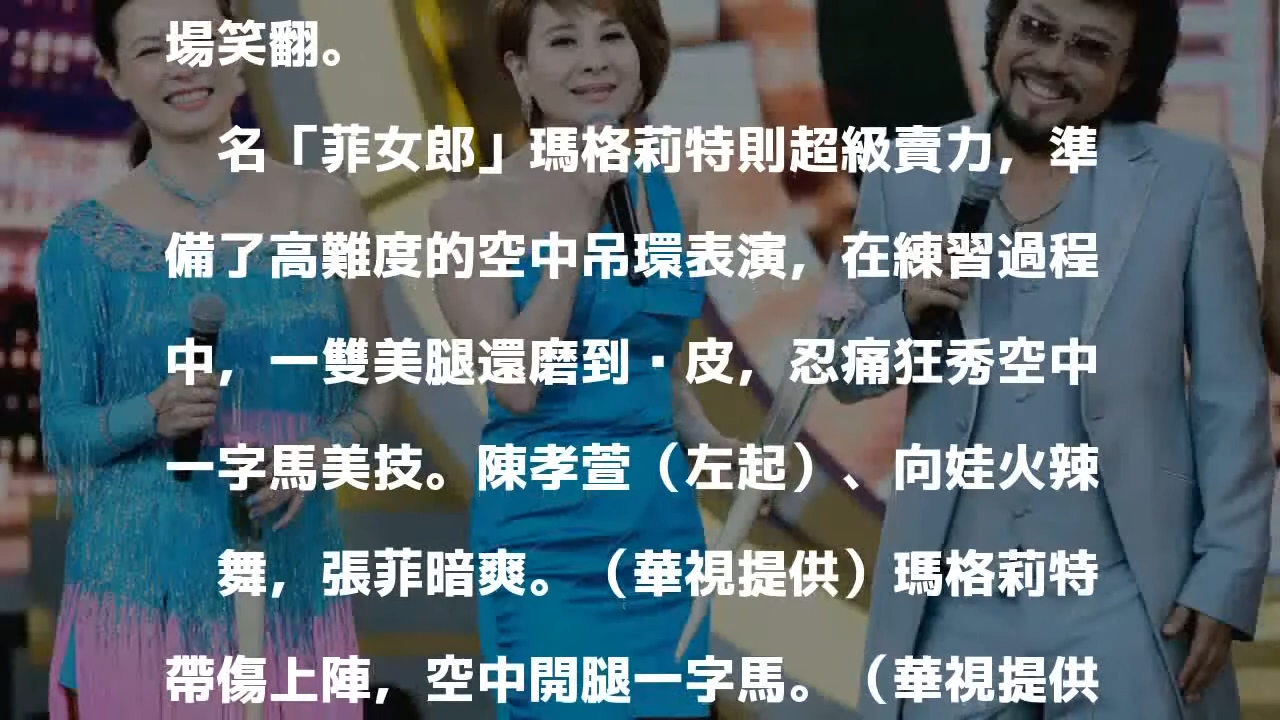 場笑翻。
名「菲女郎」瑪格莉特則超級賣力，準
備了高難度的空中吊環表演，在練習過程
中，一雙美腿還磨到·皮，忍痛狂秀空中
一字馬美技。陳孝萱（左起）、向娃火辣
舞，張菲暗爽。（華視提供）瑪格莉特
帶傷上陣，空中開腿一字馬。（華視提供